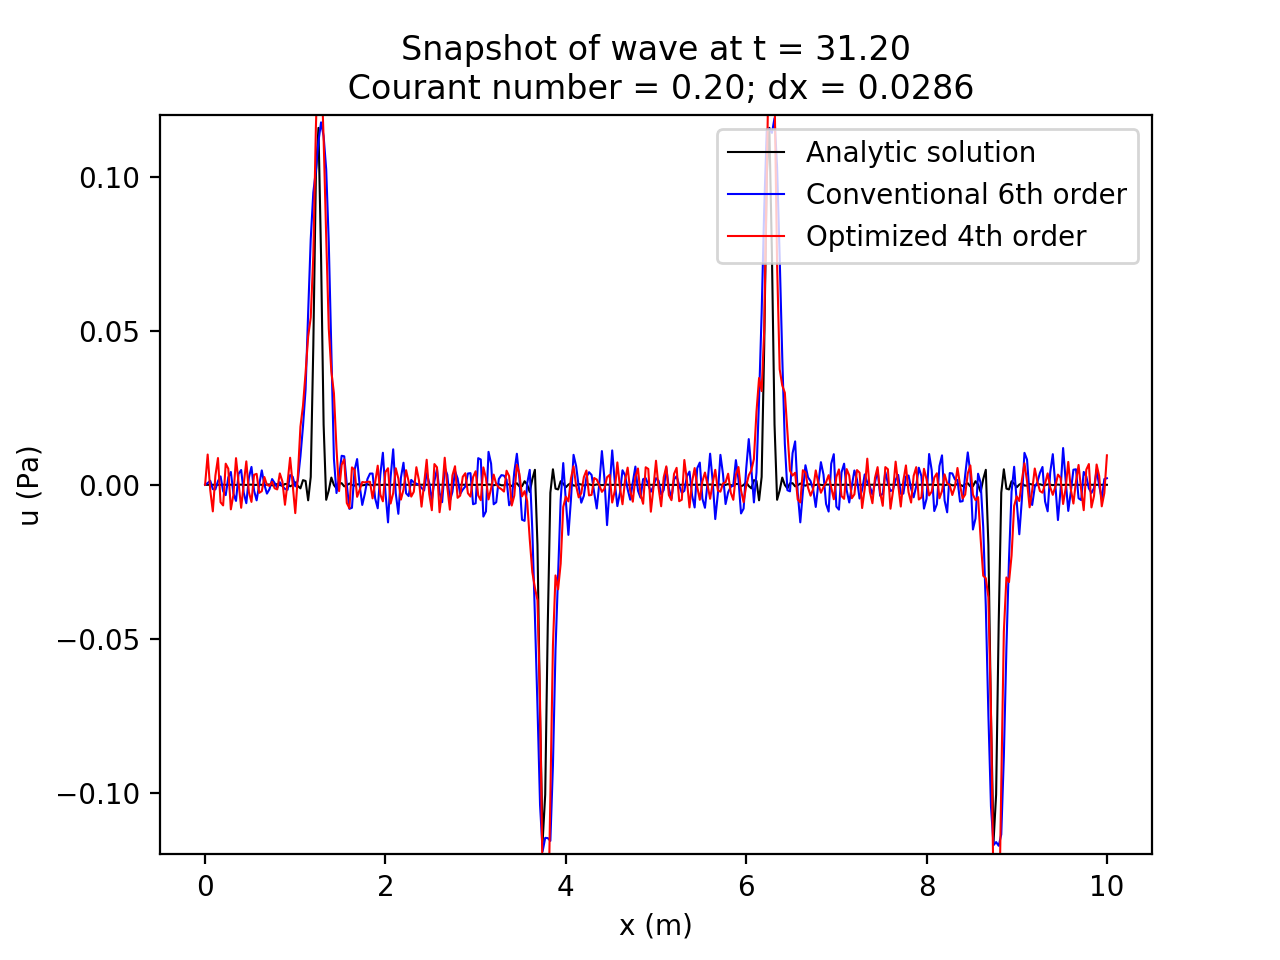 Snapshot of wave at t = 31.20
Courant number = 0.20; dx = 0.0286
Analytic solution
Conventional 6th order
Optimized 4th order
0.10
0.05
0.00
−0.05
−0.10
u (Pa)
0 2 4 6 8 10
x (m)